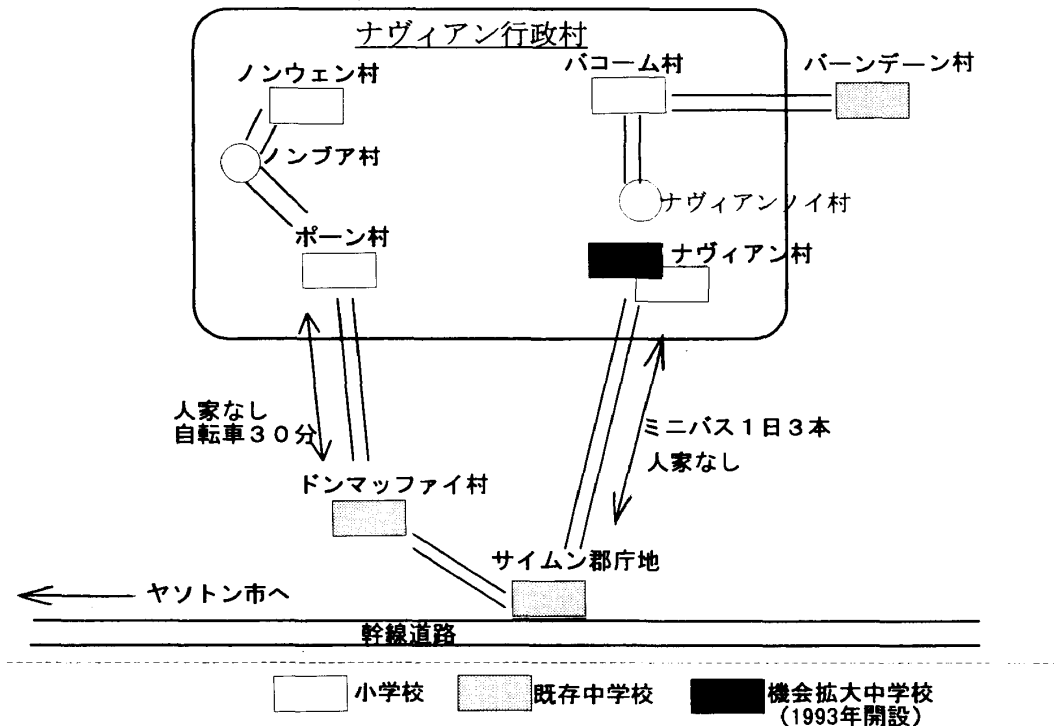 ナヴィアン行政村
ノンウェン村
バコーム村
バーンデーン村
ノンブア村
ナヴィアンノイ村
ポーン村
ナヴィアン村
人家なし
自転車30分
ミニバス1日3本
人家なし
ドンマッファイ村
サイムン郡庁地
ヤソトン市へ
幹線道路
小学校
既存中学校
機会拡大中学校
(1993年開設)